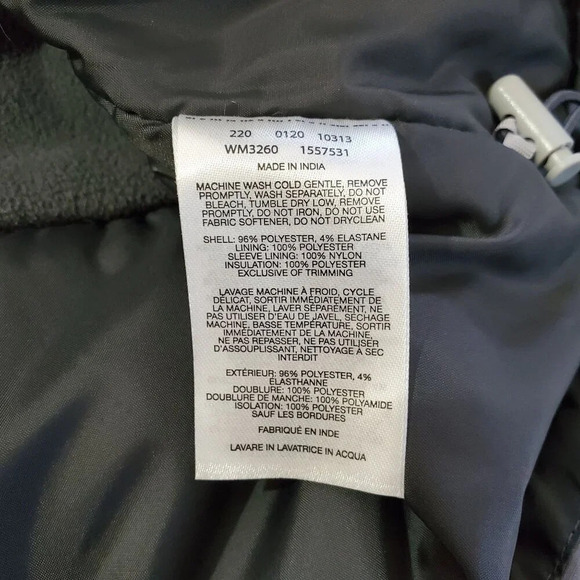 220 0120 10313
WM3260 1557531
MADE IN INDIA
MACHINE WASH COLD GENTLE, REMOVE
PROMPTLY, WASH SEPARATELY, DO NOT
BLEACH, TUMBLE DRY LOW, REMOVE
PROMPTLY, DO NOT IRON, DO NOT USE
FABRIC SOFTENER, DO NOT DRYCLEAN
SHELL: 96% POLYESTER, 4% ELASTANE
LINING: 100% POLYESTER
SLEEVE LINING: 100% NYLON
INSULATION: 100% POLYESTER
EXCLUSIVE OF TRIMMING
LAVAGE MACHINE À FROID, CYCLE
DÉLICAT, SORTIR IMMÉDIATEMENT DE
LA MACHINE, LAVER SÉPARÉMENT, NE
PAS UTILISER D'EAU DE JAVEL, SÉCHAGE
MACHINE, BASSE TEMPÉRATURE, SORTIR
IMMÉDIATEMENT DE LA MACHINE,
NE PAS REPASSER, NE PAS UTILISER
D'ASSOUPLISSANT, NETTOYAGE À SEC
INTERDIT
EXTÉRIEUR: 96% POLYESTER, 4%
ÉLASTHANNE
DOUBLURE: 100% POLYESTER
DOUBLURE DE MANCHE: 100% POLYAMIDE
ISOLATION: 100% POLYESTER
SAUF LES BORDURES
FABRIQUÉ EN INDE
LAVARE IN LAVATRICE IN ACQUA